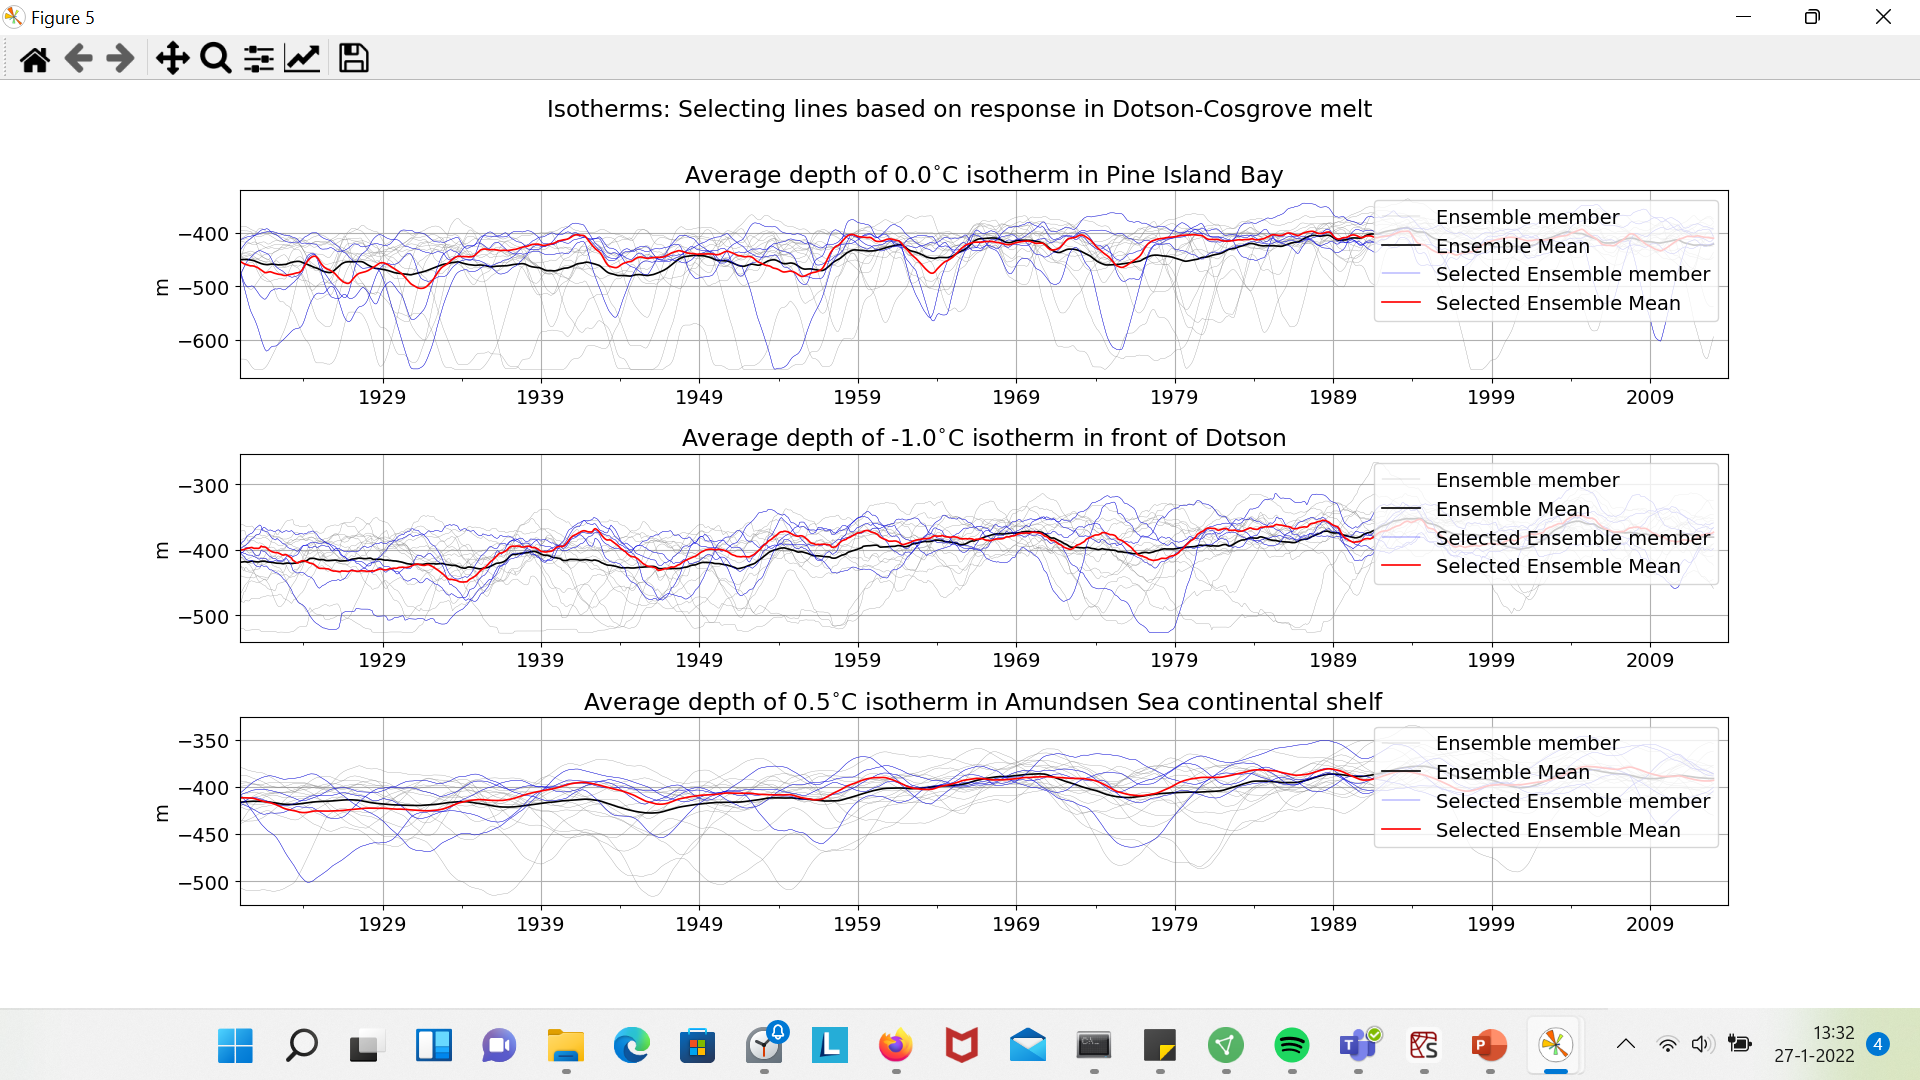 Figure 5
Isotherms: Selecting lines based on response in Dotson-Cosgrove melt
Average depth of 0.0°C isotherm in Pine Island Bay
−400
−500
−600
m
Ensemble member
Ensemble Mean
Selected Ensemble member
Selected Ensemble Mean
1929 1939 1949 1959 1969 1979 1989 1999 2009
Average depth of -1.0°C isotherm in front of Dotson
−300
−400
−500
m
Ensemble member
Ensemble Mean
Selected Ensemble member
Selected Ensemble Mean
1929 1939 1949 1959 1969 1979 1989 1999 2009
Average depth of 0.5°C isotherm in Amundsen Sea continental shelf
−350
−400
−450
−500
m
Ensemble member
Ensemble Mean
Selected Ensemble member
Selected Ensemble Mean
1929 1939 1949 1959 1969 1979 1989 1999 2009
L
C:\_
T
S
P
13:32
27-1-2022
4